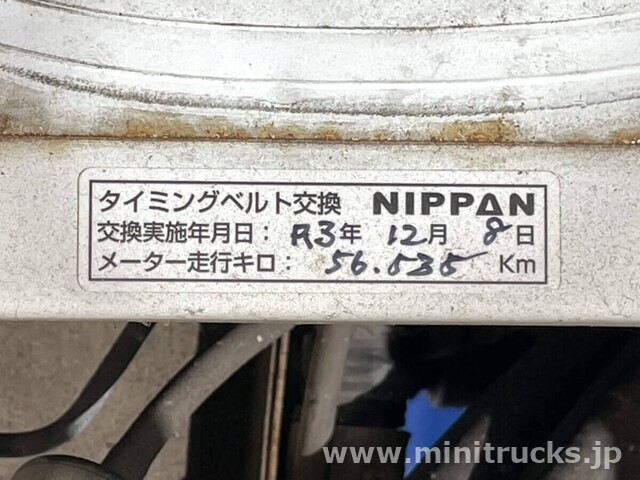 タイミングベルト交換 NIPPAN
交換実施年月日: R3年 12月 8日
メーター走行キロ: 56.535 Km
www.minitrucks.jp